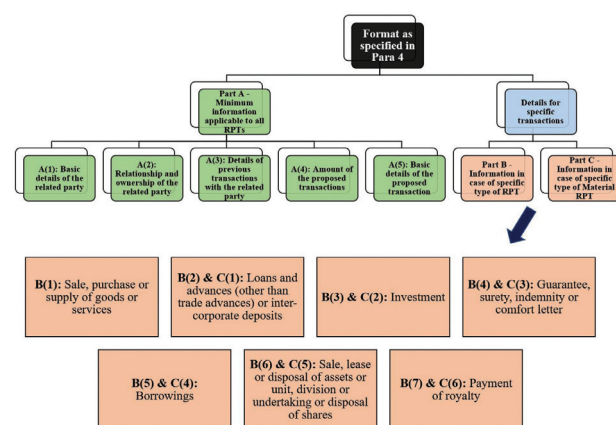 Format as
specified in
Para 4
Part A -
Minimum
information
applicable to all
RPTs
Details for
specific
transactions
A(1): Basic
details of the
related party
A(2):
Relationship and
ownership of the
related party
A(3): Details of
previous
transactions with
the related party
A(4): Amount of
the proposed
transactions
A(5): Basic
details of the
proposed
transaction
Part B -
Information in
case of specific
type of RPT
Part C -
Information in
case of specific
type of Material
RPT
B(1): Sale, purchase or
supply of goods or
services
B(2) & C(1): Loans and
advances (other than
trade advances) or inter-
corporate deposits
B(3) & C(2): Investment
B(4) & C(3): Guarantee,
surety, indemnity or
comfort letter
B(5) & C(4):
Borrowings
B(6) & C(5): Sale, lease
or disposal of assets or
unit, division or
undertaking or disposal
of shares
B(7) & C(6): Payment
of royalty